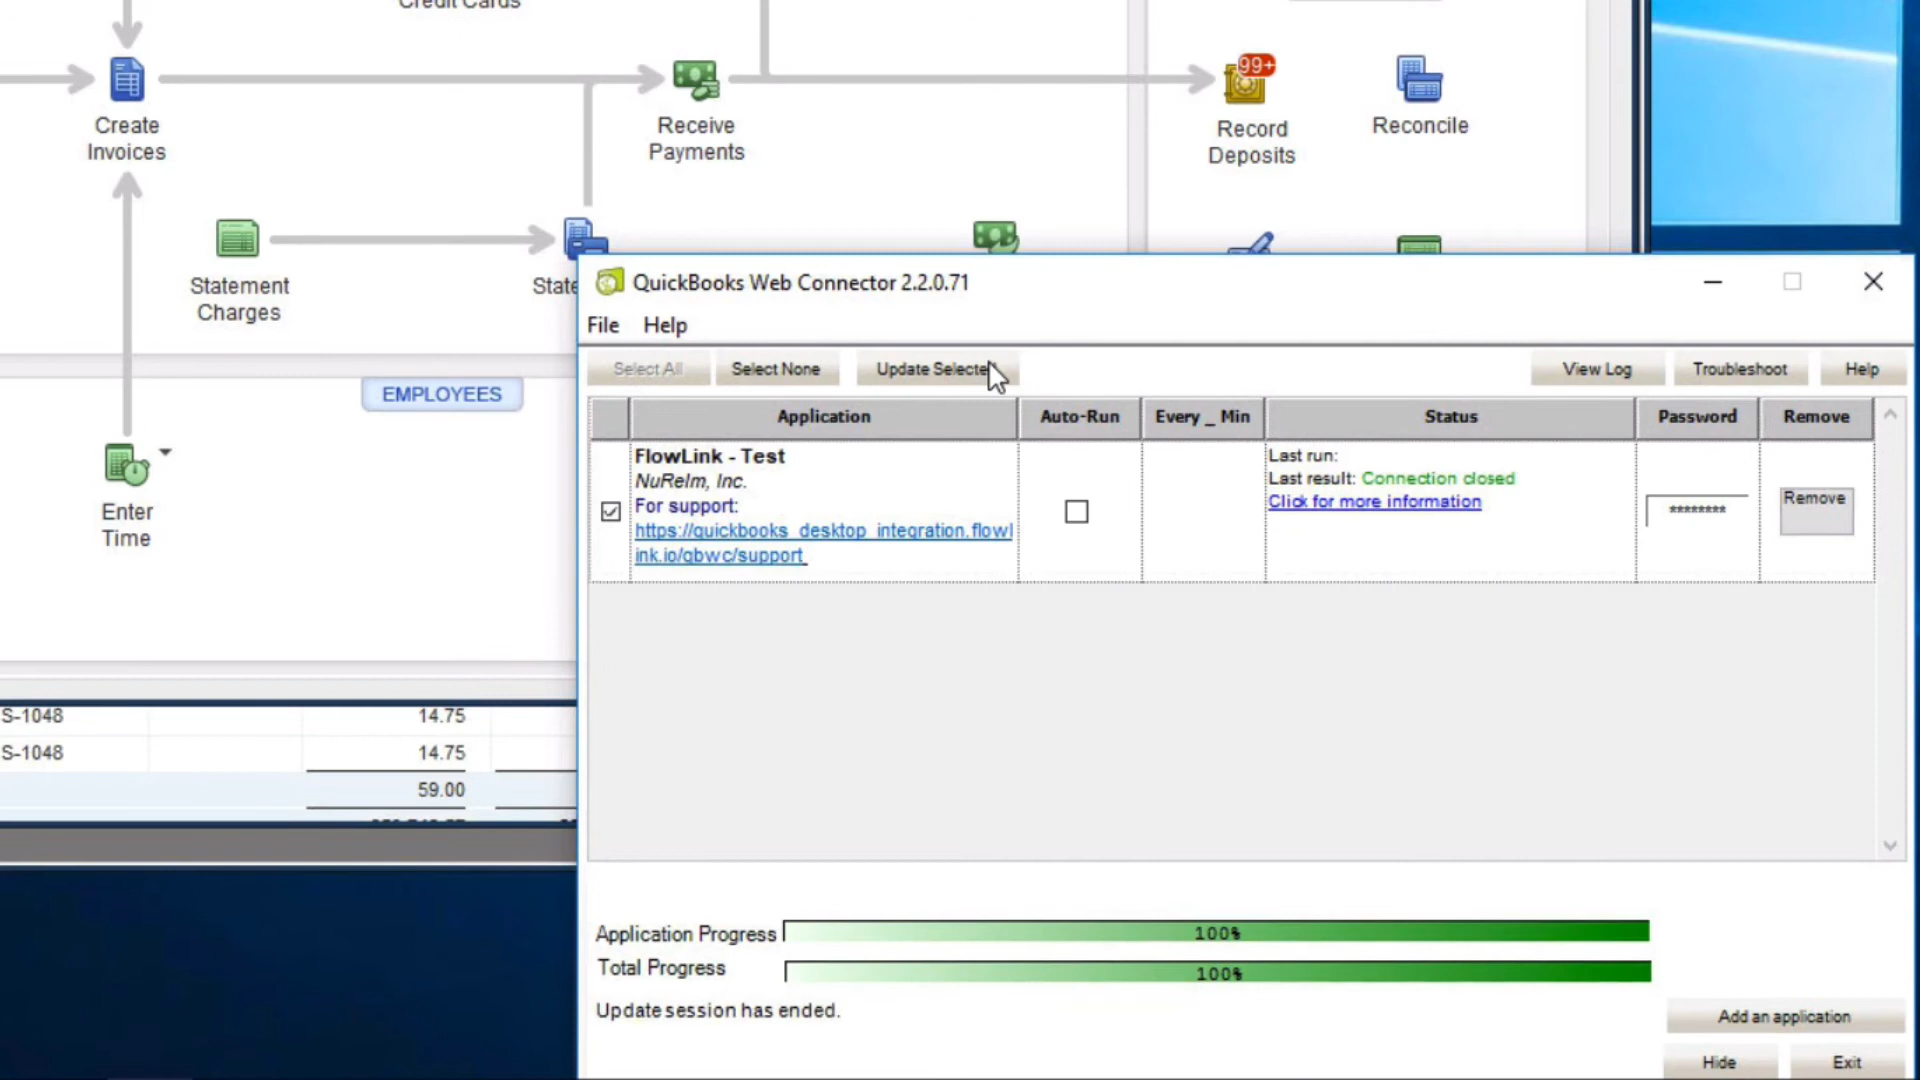 Credit Cards
99+
Create
Invoices
Receive
Payments
Record
Deposits
Reconcile
Statement
Charges
EMPLOYEES
Enter
Time
S-1048 14.75
S-1048 14.75
59.00
QuickBooks Web Connector 2.2.0.71
File Help
Select All Select None Update Selecte View Log Troubleshoot Help
Application Auto-Run Every _ Min Status Password Remove
FlowLink - Test
NuRelm, Inc.
For support:
https://quickbooks_desktop_integration.flowl
ink.io/qbwc/support
Last run:
Last result: Connection closed
Click for more information
********
Remove
Application Progress 100%
Total Progress 100%
Update session has ended.
Add an application
Hide Exit